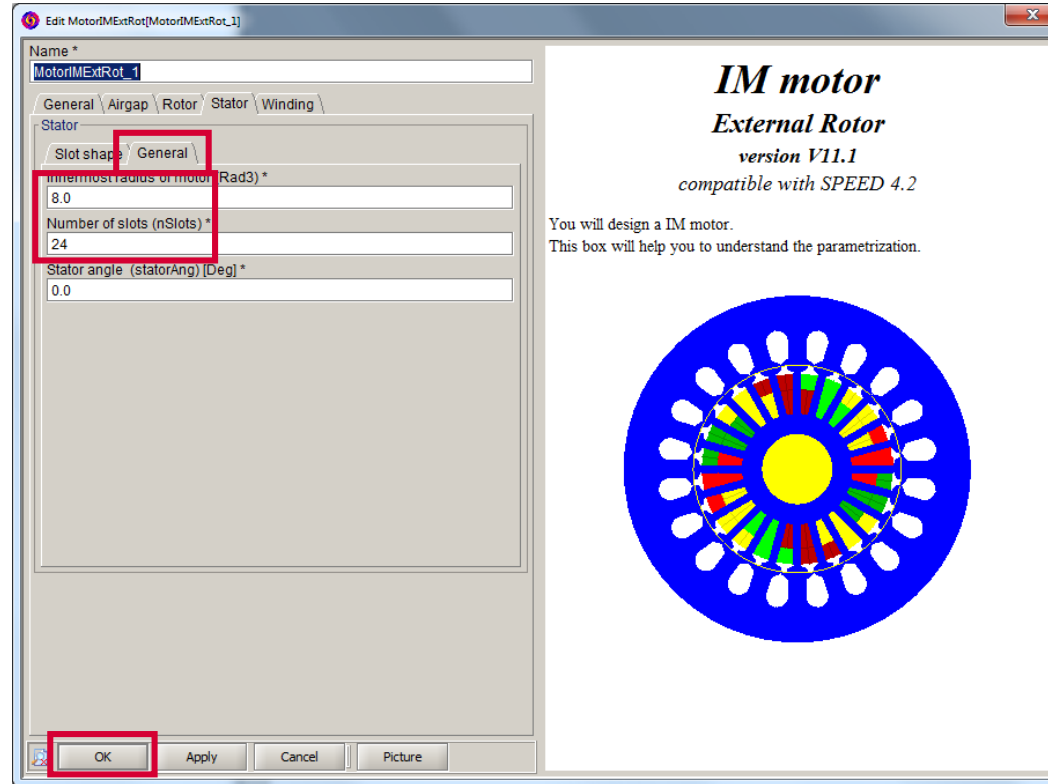 Edit MotorIMExtRot[MotorIMExtRot_1]
X
Name *
MotorIMExtRot_1
General Airgap Rotor Stator Winding
Stator
Slot shape General
Innermost radius of motor (Rad3) *
8.0
Number of slots (nSlots) *
24
Stator angle (statorAng) [Deg] *
0.0
OK Apply Cancel Picture
IM motor
External Rotor
version V11.1
compatible with SPEED 4.2
You will design a IM motor.
This box will help you to understand the parametrization.